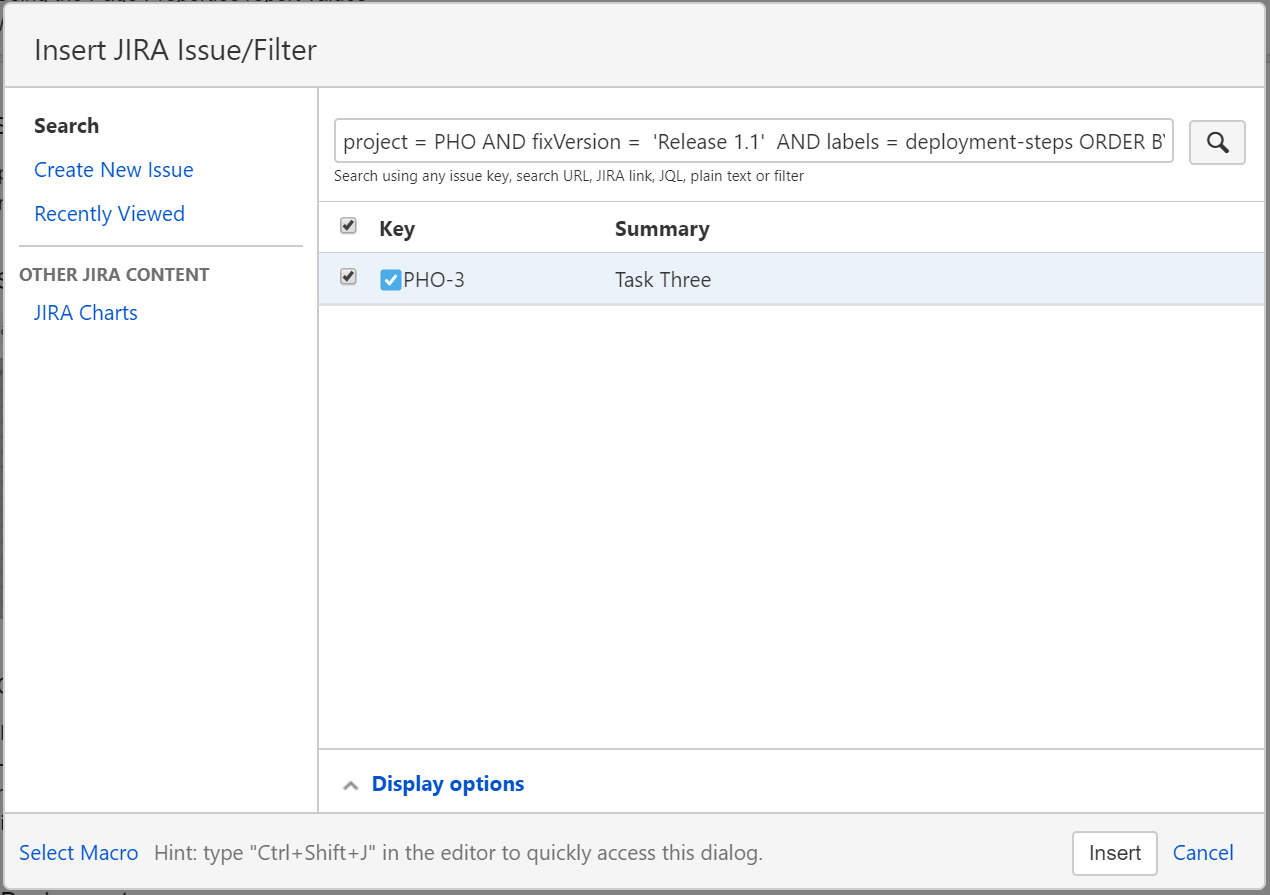 Insert JIRA Issue/Filter
Search
Create New Issue
Recently Viewed
OTHER JIRA CONTENT
JIRA Charts
project = PHO AND fixVersion =  'Release 1.1'  AND labels = deployment-steps ORDER BY
Search using any issue key, search URL, JIRA link, JQL, plain text or filter
Key Summary
PHO-3 Task Three
Display options
Select Macro Hint: type "Ctrl+Shift+J" in the editor to quickly access this dialog. Insert Cancel